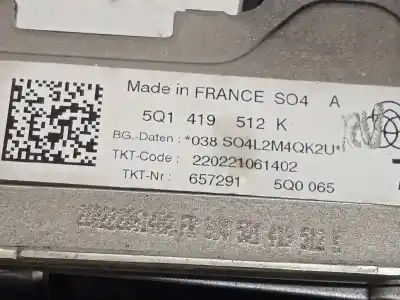 Made in FRANCE SO4 A
5Q1 419 512 K
BG.-Daten : *038 SO4L2M4QK2U*
TKT-Code : 220221061402
TKT-Nr : 657291 5Q0 065